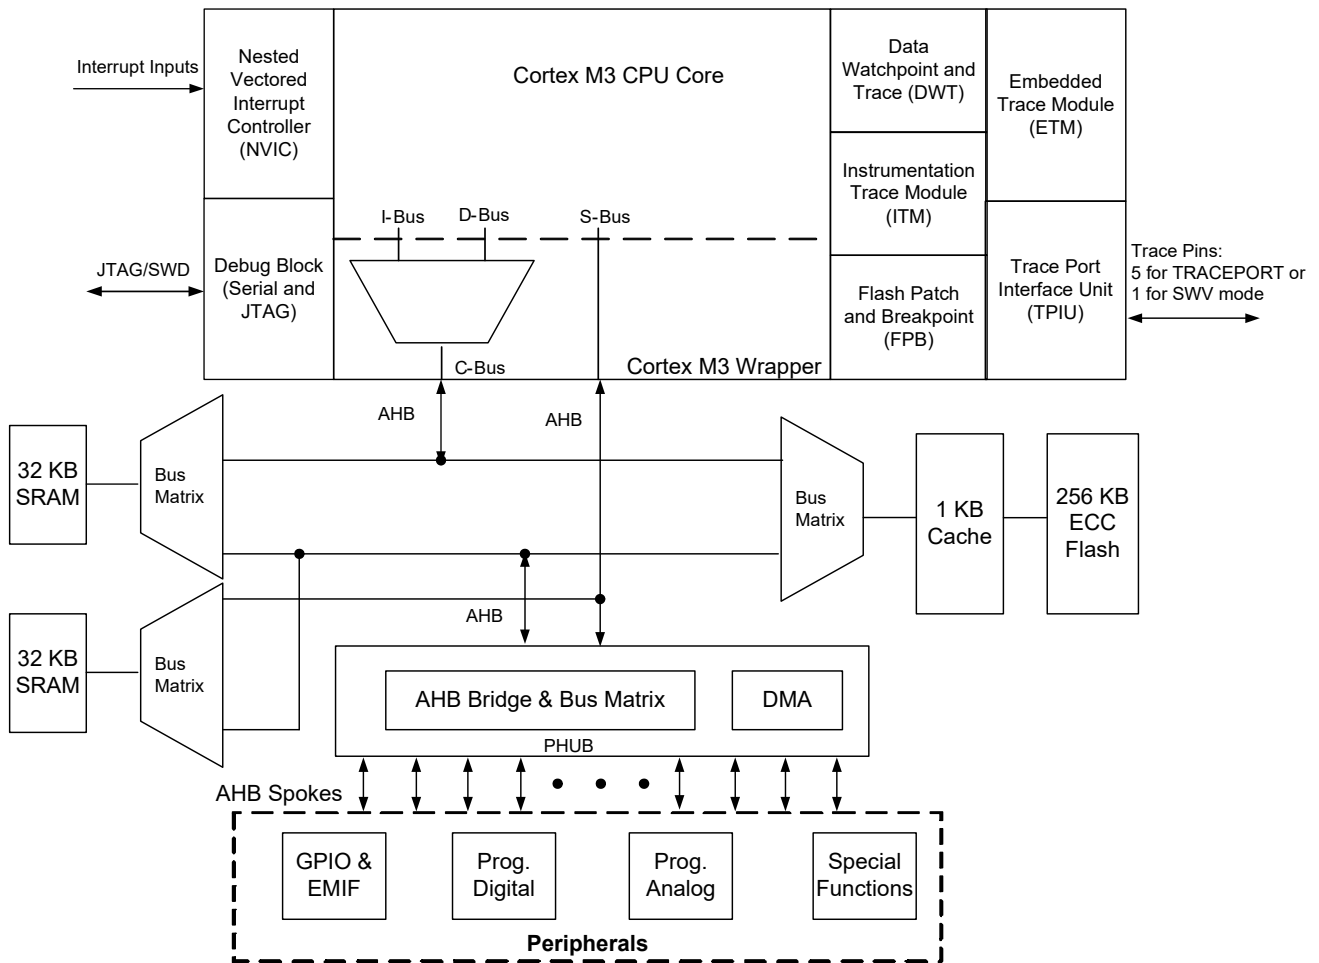 Interrupt Inputs
Nested
Vectored
Interrupt
Controller
(NVIC)
Cortex M3 CPU Core
Data
Watchpoint and
Trace (DWT)
Embedded
Trace Module
(ETM)
Instrumentation
Trace Module
(ITM)
I-Bus
D-Bus
S-Bus
JTAG/SWD
Debug Block
(Serial and
JTAG)
Flash Patch
and Breakpoint
(FPB)
Trace Port
Interface Unit
(TPIU)
Trace Pins:
5 for TRACEPORT or
1 for SWV mode
C-Bus
Cortex M3 Wrapper
AHB
AHB
32 KB
SRAM
Bus
Matrix
Bus
Matrix
1 KB
Cache
256 KB
ECC
Flash
AHB
32 KB
SRAM
Bus
Matrix
AHB Bridge & Bus Matrix
DMA
PHUB
AHB Spokes
GPIO &
EMIF
Prog.
Digital
Prog.
Analog
Special
Functions
Peripherals